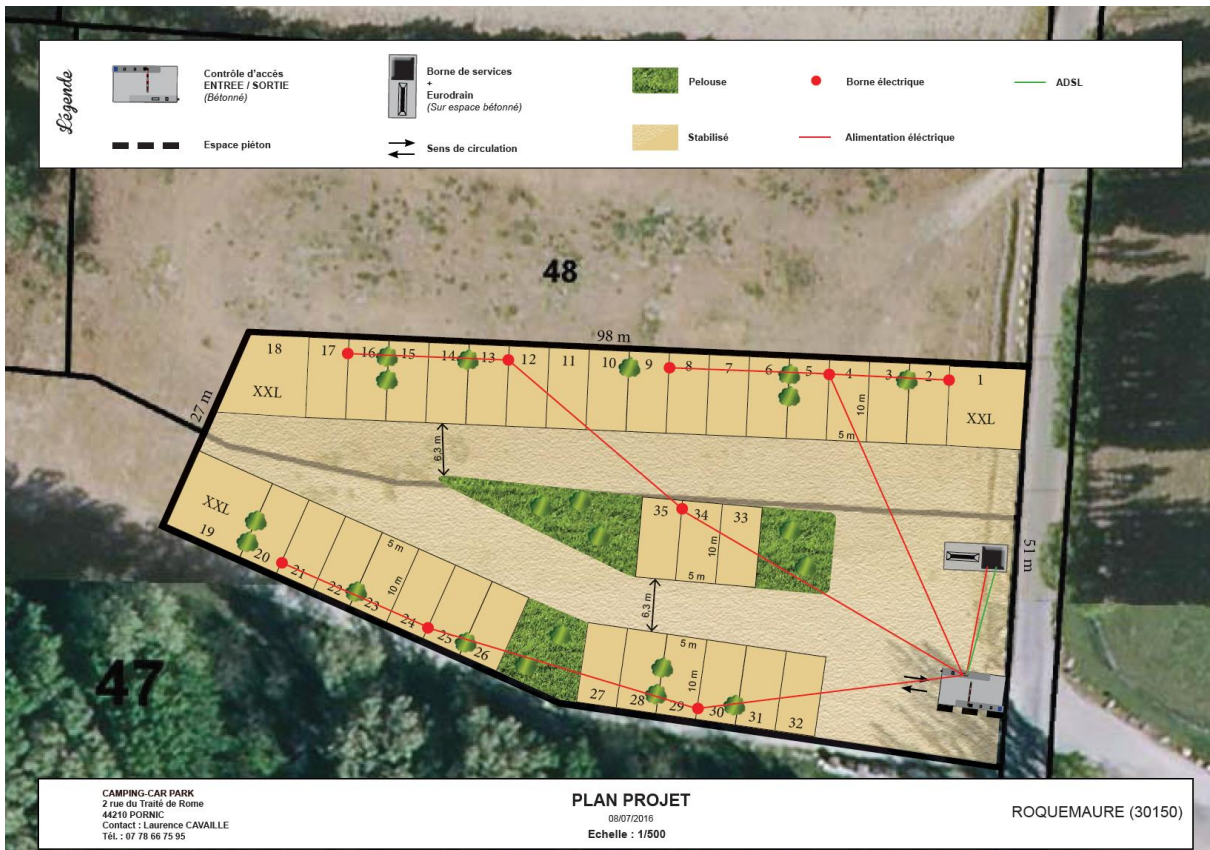 Légende
Contrôle d'accès
ENTREE / SORTIE
(Bétonné)
Espace piéton
Borne de services
+
Eurodrain
(Sur espace bétonné)
Sens de circulation
Pelouse
Stabilisé
Borne électrique
Alimentation éléctrique
ADSL
48
98 m
18
17
16
15
14
13
12
11
10
9
8
7
6
5
4
3
2
1
XXL
XXL
10 m
5 m
27 m
6,3 m
XXL
19
20
21
22
23
24
25
26
5 m
10 m
35
34
33
10 m
5 m
51 m
6,3 m
5 m
10 m
27
28
29
30
31
32
47
CAMPING-CAR PARK
2 rue du Traité de Rome
44210 PORNIC
Contact : Laurence CAVAILLE
Tél. : 07 78 66 75 95
PLAN PROJET
08/07/2016
Echelle : 1/500
ROQUEMAURE (30150)